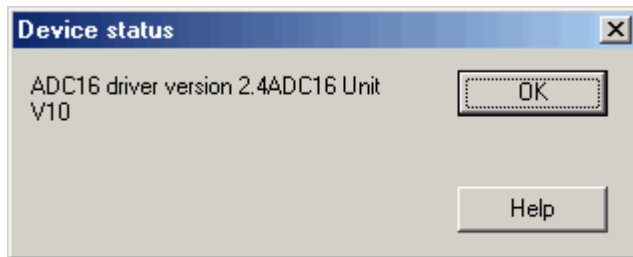 Device status
ADC16 driver version 2.4ADC16 Unit
V10
OK
Help